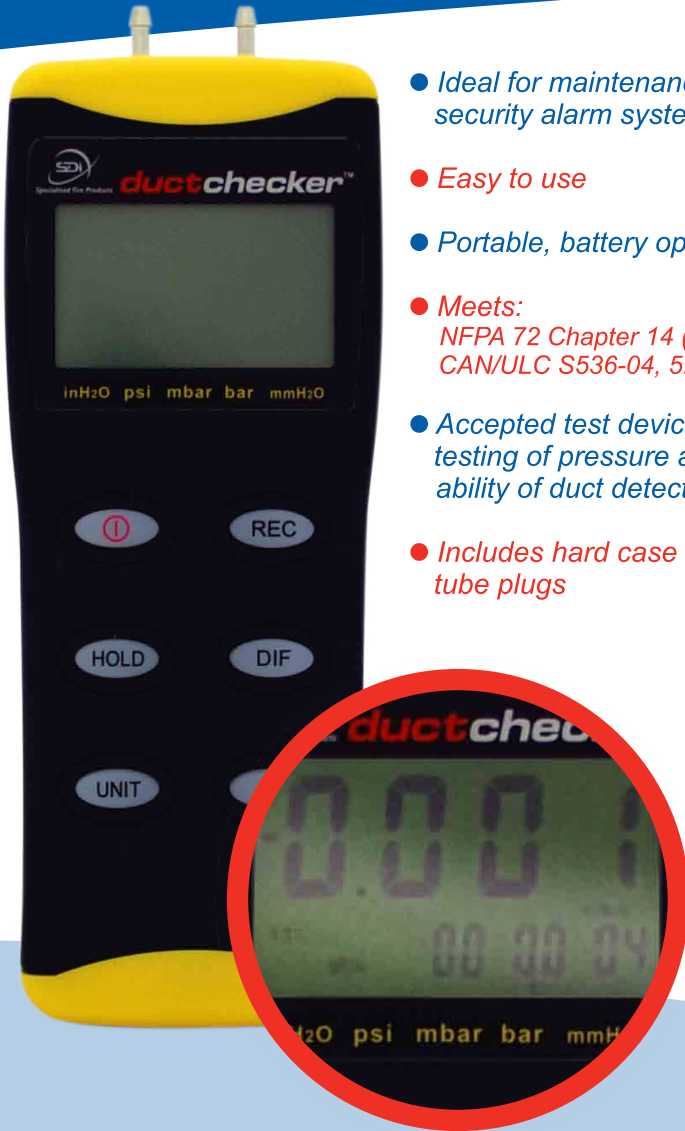 SDi
Specialised Fire Products
ductchecker™
inH2O psi mbar bar mmH2O
REC
HOLD
DIF
UNIT
Ideal for maintenanc
security alarm syste
Easy to use
Portable, battery op
Meets:
NFPA 72 Chapter 14 (
CAN/ULC S536-04, 5.
Accepted test devic
testing of pressure a
ability of duct detect
Includes hard case
tube plugs
ductchec
-0.001
00 00 04
H2O psi mbar bar mmH